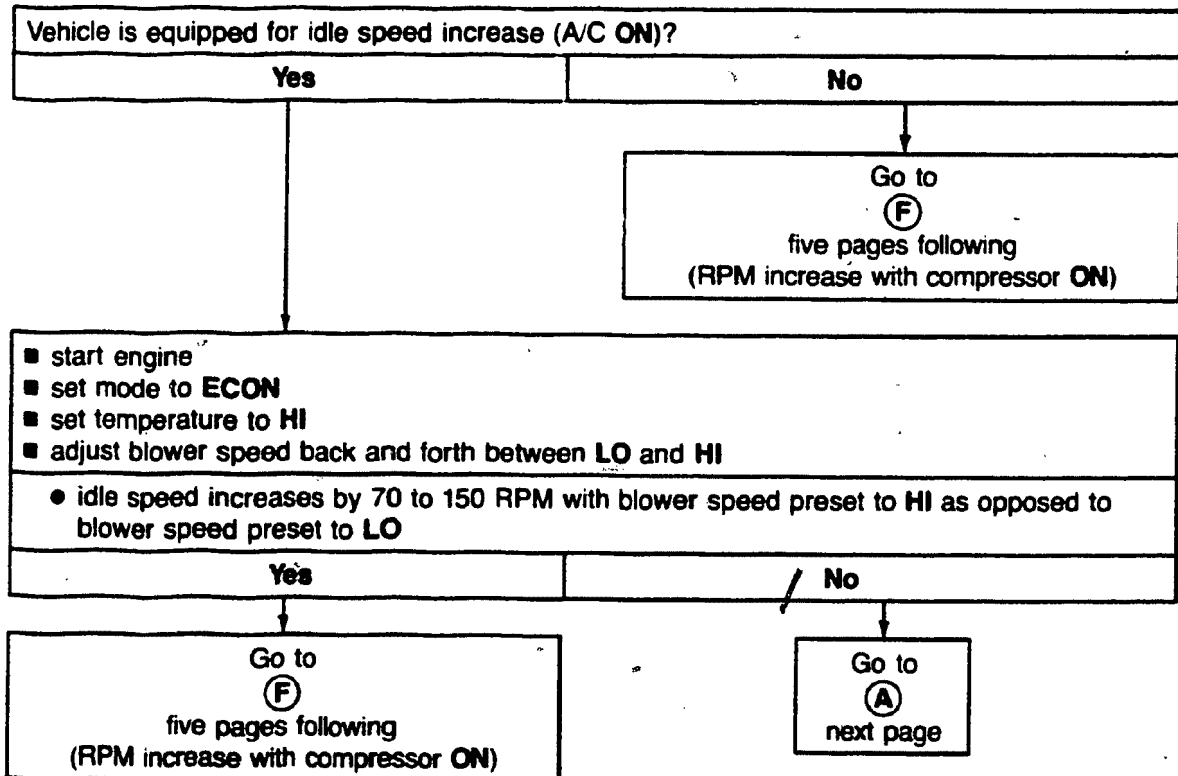 Vehicle is equipped for idle speed increase (A/C ON)?
Yes
No
Go to
F
five pages following
(RPM increase with compressor ON)
■ start engine
■ set mode to ECON
■ set temperature to HI
■ adjust blower speed back and forth between LO and HI
● idle speed increases by 70 to 150 RPM with blower speed preset to HI as opposed to
blower speed preset to LO
Yes
No
Go to
F
five pages following
(RPM increase with compressor ON)
Go to
A
next page